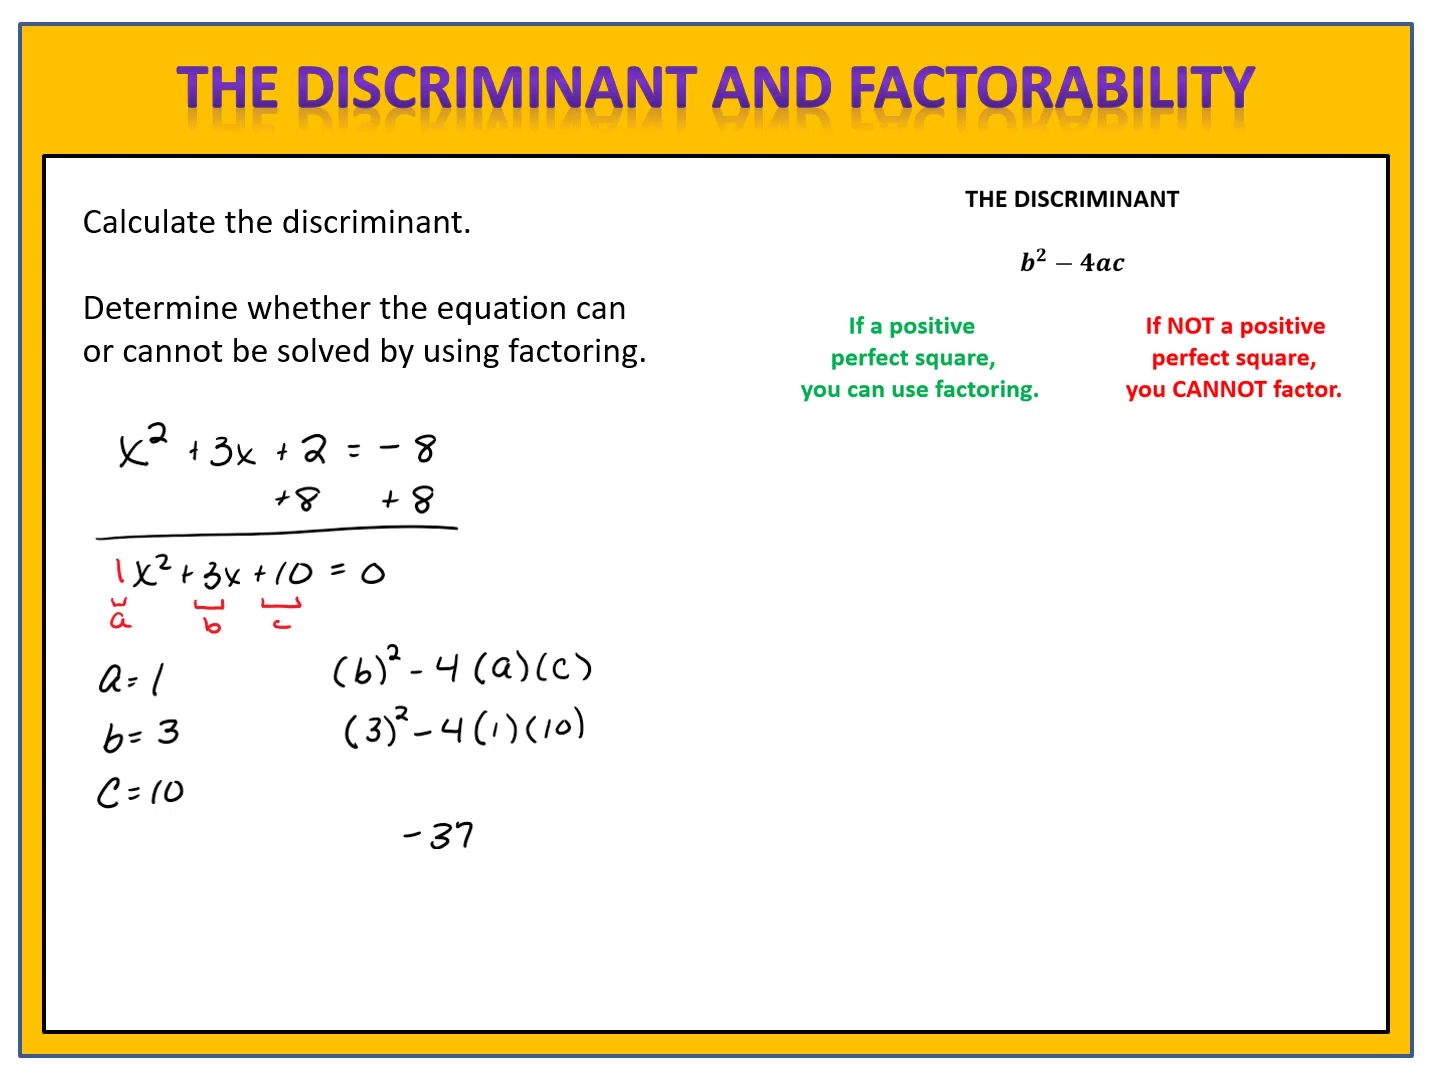 THE DISCRIMINANT AND FACTORABILITY
Calculate the discriminant.
Determine whether the equation can
or cannot be solved by using factoring.
THE DISCRIMINANT
b² − 4ac
If a positive
perfect square,
you can use factoring.
If NOT a positive
perfect square,
you CANNOT factor.
x² + 3x + 2 = − 8
+8 + 8
1x² + 3x + 10 = 0
a b c
a = 1
b = 3
c = 10
(b)² − 4 (a)(c)
(3)² − 4 (1)(10)
− 37